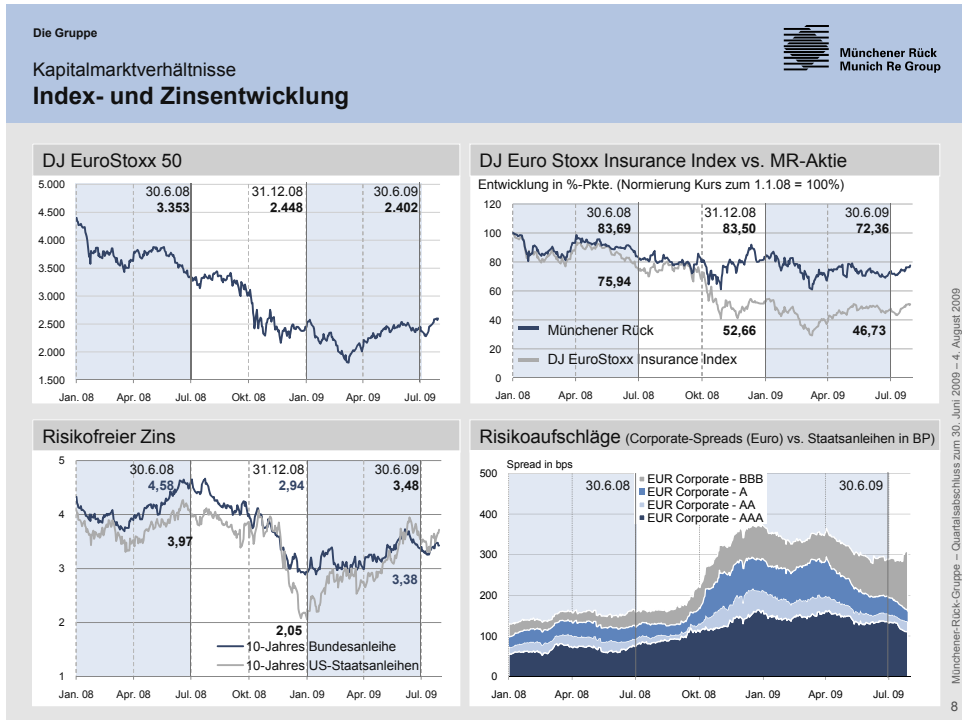 Die Gruppe
Kapitalmarktverhältnisse
Index- und Zinsentwicklung
Münchener Rück
Munich Re Group
DJ EuroStoxx 50
5.000
4.500
4.000
3.500
3.000
2.500
2.000
1.500
30.6.08 31.12.08 30.6.09
3.353 2.448 2.402
Jan. 08 Apr. 08 Jul. 08 Okt. 08 Jan. 09 Apr. 09 Jul. 09
DJ Euro Stoxx Insurance Index vs. MR-Aktie
Entwicklung in %-Pkte. (Normierung Kurs zum 1.1.08 = 100%)
120
100
80
60
40
20
0
30.6.08 31.12.08 30.6.09
83,69 83,50 72,36
75,94
52,66 46,73
Münchener Rück
DJ EuroStoxx Insurance Index
Jan. 08 Apr. 08 Jul. 08 Okt. 08 Jan. 09 Apr. 09 Jul. 09
Risikofreier Zins
5
4
3
2
1
30.6.08 31.12.08 30.6.09
4,58 2,94 3,48
3,97
3,38
2,05
10-Jahres Bundesanleihe
10-Jahres US-Staatsanleihen
Jan. 08 Apr. 08 Jul. 08 Okt. 08 Jan. 09 Apr. 09 Jul. 09
Risikoaufschläge (Corporate-Spreads (Euro) vs. Staatsanleihen in BP)
Spread in bps
500
400
300
200
100
0
30.6.08 30.6.09
EUR Corporate - BBB
EUR Corporate - A
EUR Corporate - AA
EUR Corporate - AAA
Jan. 08 Apr. 08 Jul. 08 Okt. 08 Jan. 09 Apr. 09 Jul. 09
Münchener-Rück-Gruppe – Quartalsabschluss zum 30. Juni 2009 – 4. August 2009
8